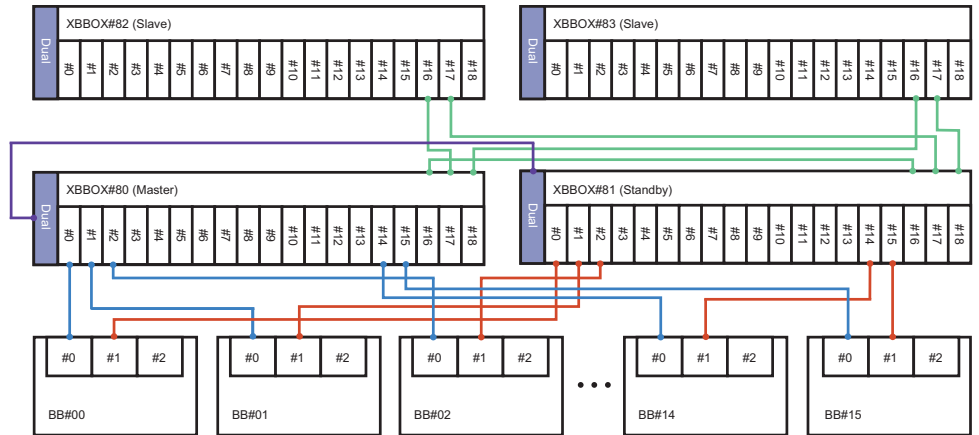 XBBOX#82 (Slave)
Dual
#0 #1 #2 #3 #4 #5 #6 #7 #8 #9 #10 #11 #12 #13 #14 #15 #16 #17 #18
XBBOX#83 (Slave)
Dual
#0 #1 #2 #3 #4 #5 #6 #7 #8 #9 #10 #11 #12 #13 #14 #15 #16 #17 #18
XBBOX#80 (Master)
Dual
#0 #1 #2 #3 #4 #5 #6 #7 #8 #9 #10 #11 #12 #13 #14 #15 #16 #17 #18
XBBOX#81 (Standby)
Dual
#0 #1 #2 #3 #4 #5 #6 #7 #8 #9 #10 #11 #12 #13 #14 #15 #16 #17 #18
#0 #1 #2
BB#00
#0 #1 #2
BB#01
#0 #1 #2
BB#02
#0 #1 #2
BB#14
#0 #1 #2
BB#15